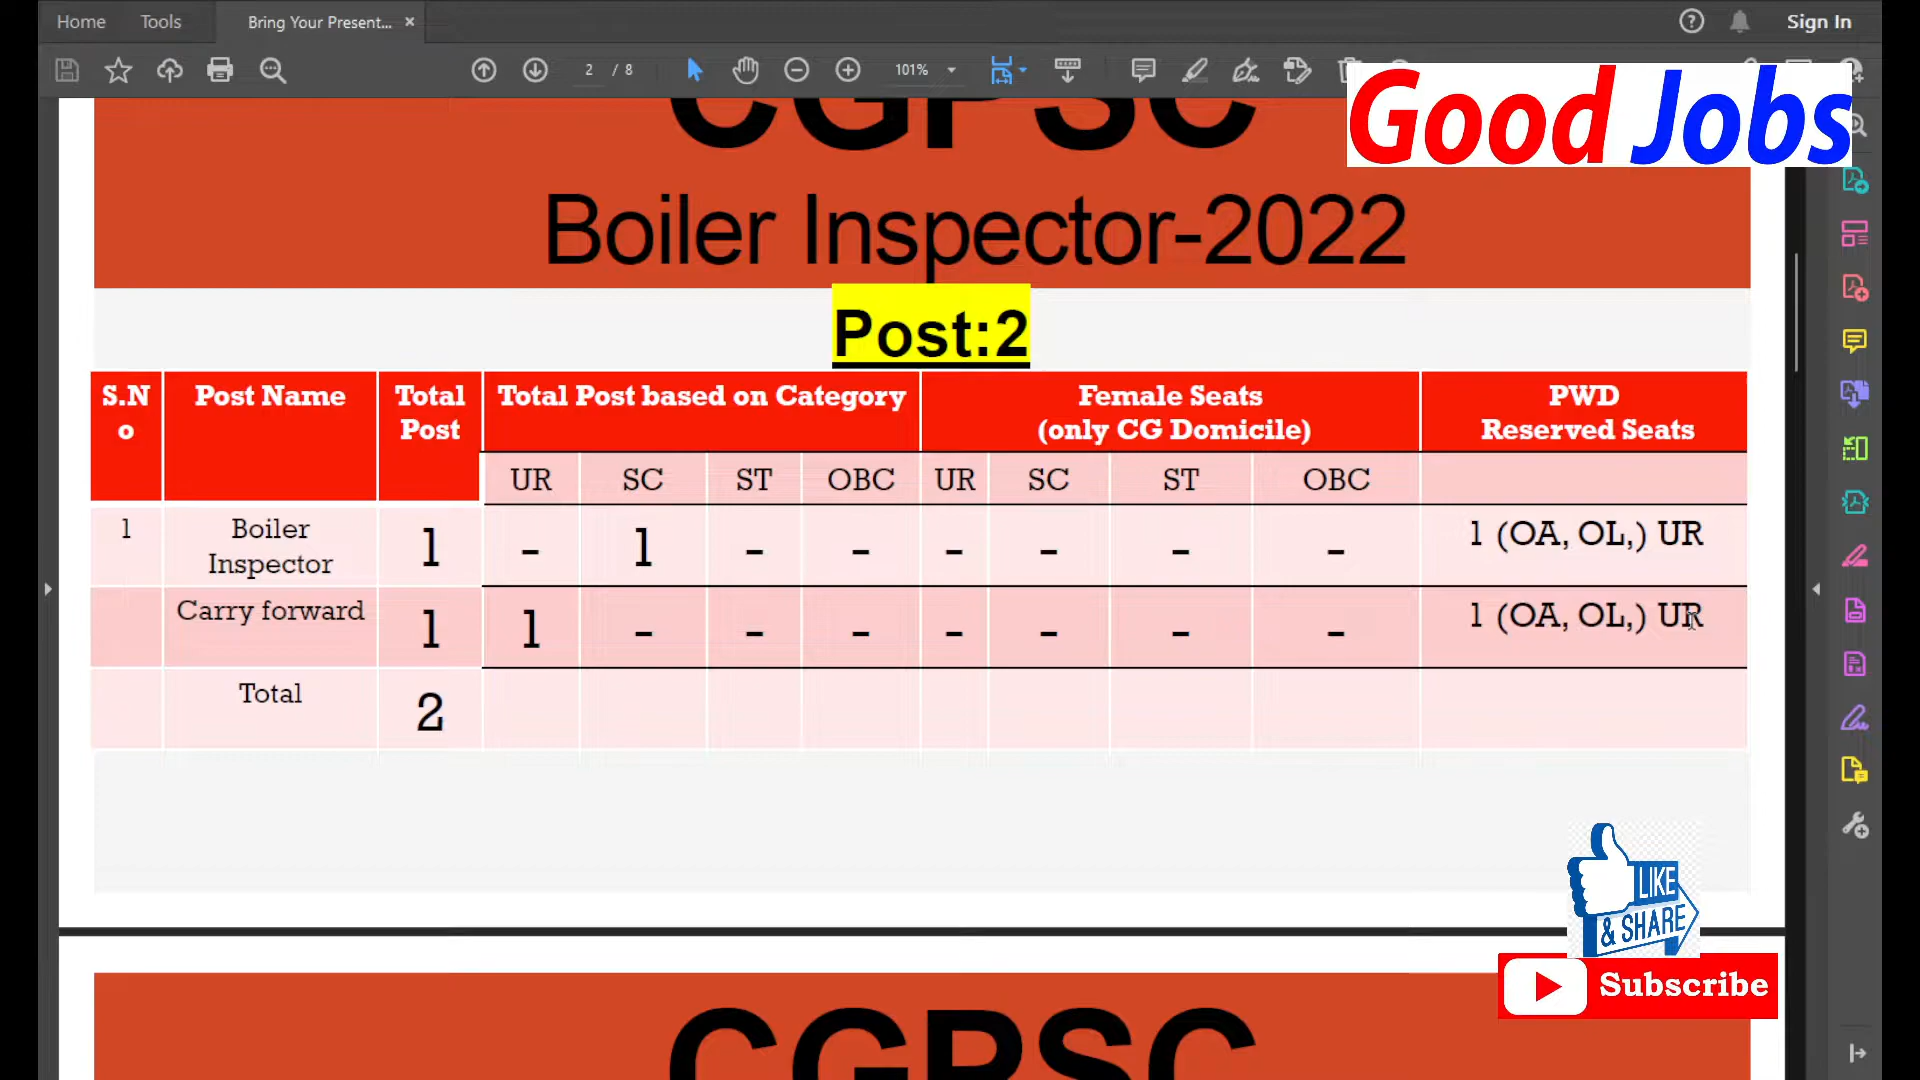 Home Tools Bring Your Present... × Sign In
2 / 8 101%
CGPSC
Good Jobs
Boiler Inspector-2022
Post:2
S.N
o
Post Name
Total
Post
Total Post based on Category
Female Seats
(only CG Domicile)
PWD
Reserved Seats
UR SC ST OBC UR SC ST OBC
1 Boiler
Inspector 1 - 1 - - - - - - 1 (OA, OL,) UR
Carry forward 1 1 - - - - - - - 1 (OA, OL,) UR
Total 2
LIKE
& SHARE
Subscribe
CGPSC